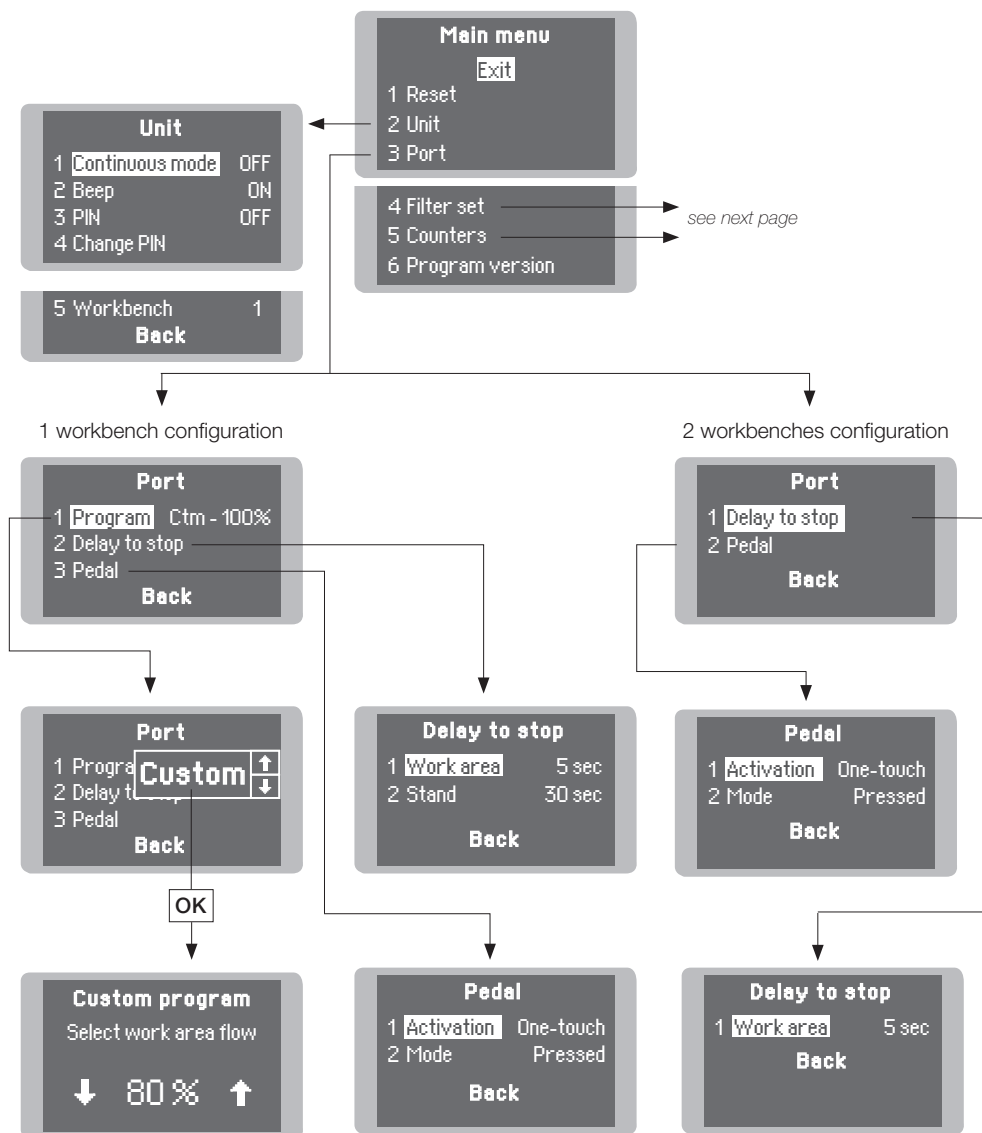 Main menu
Exit
1 Reset
2 Unit
3 Port
4 Filter set
5 Counters
6 Program version
see next page
Unit
1 Continuous mode OFF
2 Beep ON
3 PIN OFF
4 Change PIN
5 Workbench 1
Back
1 workbench configuration
Port
1 Program Ctm - 100%
2 Delay to stop
3 Pedal
Back
2 workbenches configuration
Port
1 Delay to stop
2 Pedal
Back
Port
1 Progra
Custom
2 Delay to stop
3 Pedal
Back
OK
Custom program
Select work area flow
80 %
Delay to stop
1 Work area 5 sec
2 Stand 30 sec
Back
Pedal
1 Activation One-touch
2 Mode Pressed
Back
Pedal
1 Activation One-touch
2 Mode Pressed
Back
Delay to stop
1 Work area 5 sec
Back